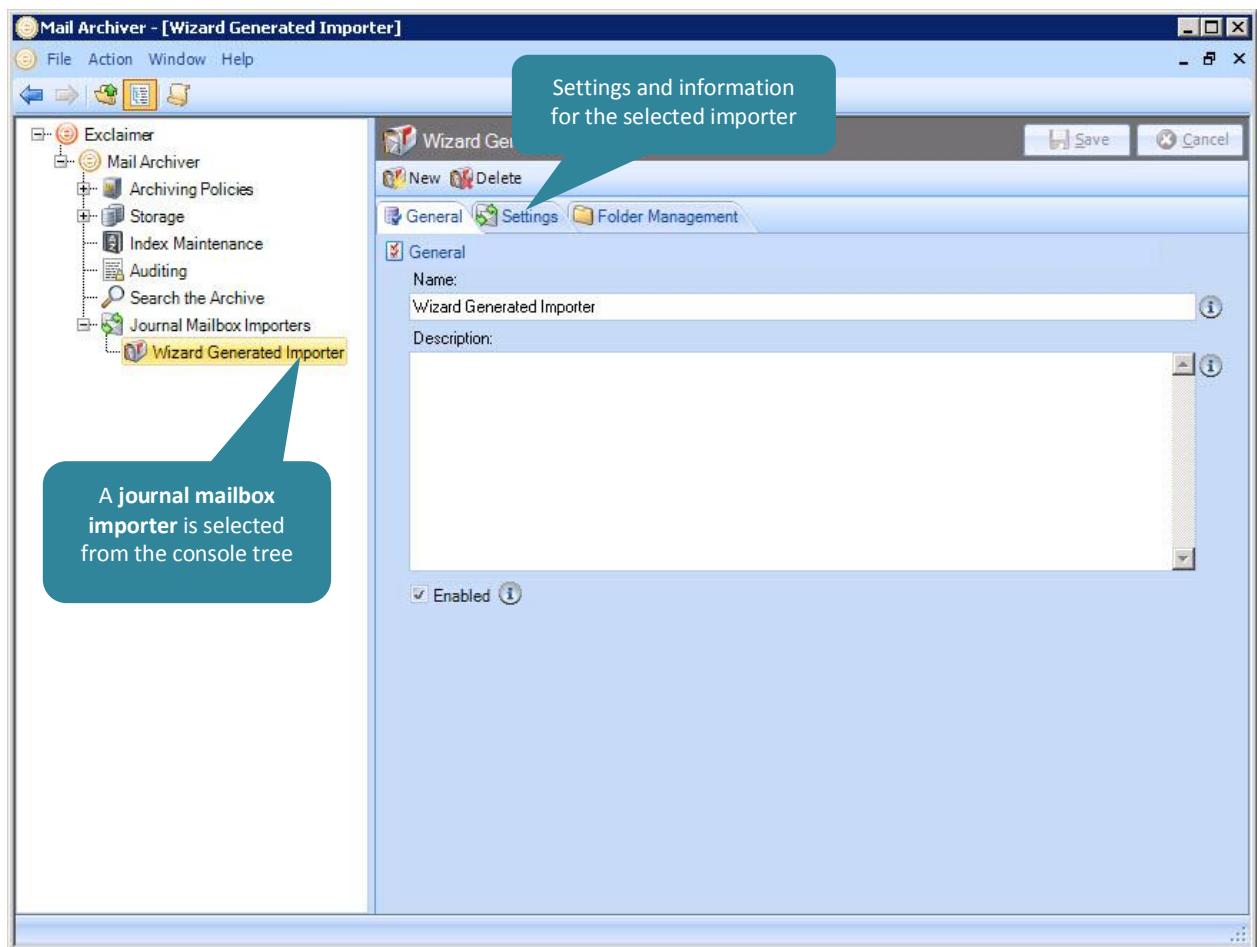 Mail Archiver - [Wizard Generated Importer]
File Action Window Help
Settings and information
for the selected importer
Exclaimer
Mail Archiver
Archiving Policies
Storage
Index Maintenance
Auditing
Search the Archive
Journal Mailbox Importers
Wizard Generated Importer
A journal mailbox
importer is selected
from the console tree
Wizard
Save Cancel
New Delete
General Settings Folder Management
General
Name:
Wizard Generated Importer
Description:
Enabled